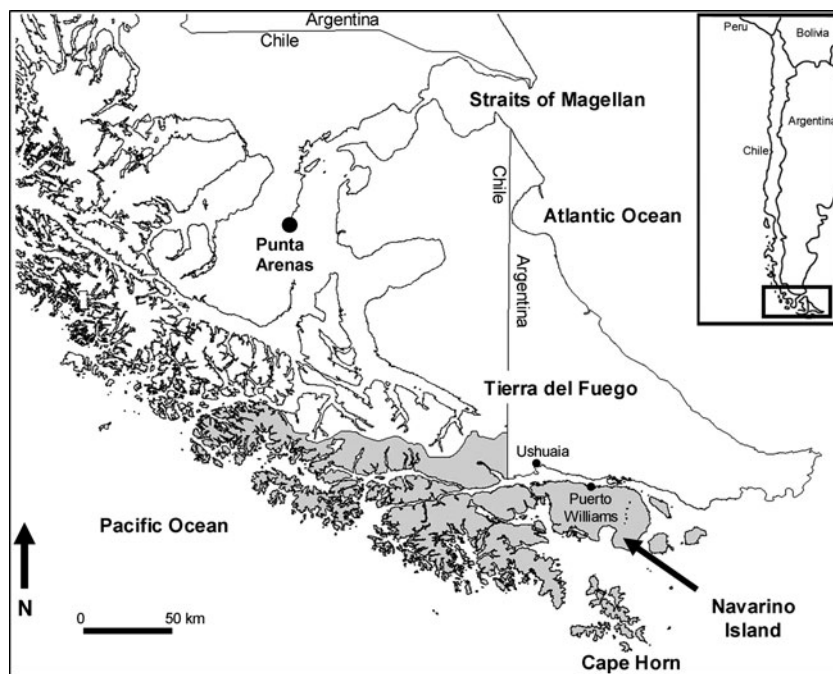 Argentina
Chile
Straits of Magellan
Peru
Bolivia
Argentina
Chile
Chile
Argentina
Atlantic Ocean
Punta
Arenas
Tierra del Fuego
Ushuaia
Puerto
Williams
Pacific Ocean
N
0 50 km
Navarino
Island
Cape Horn